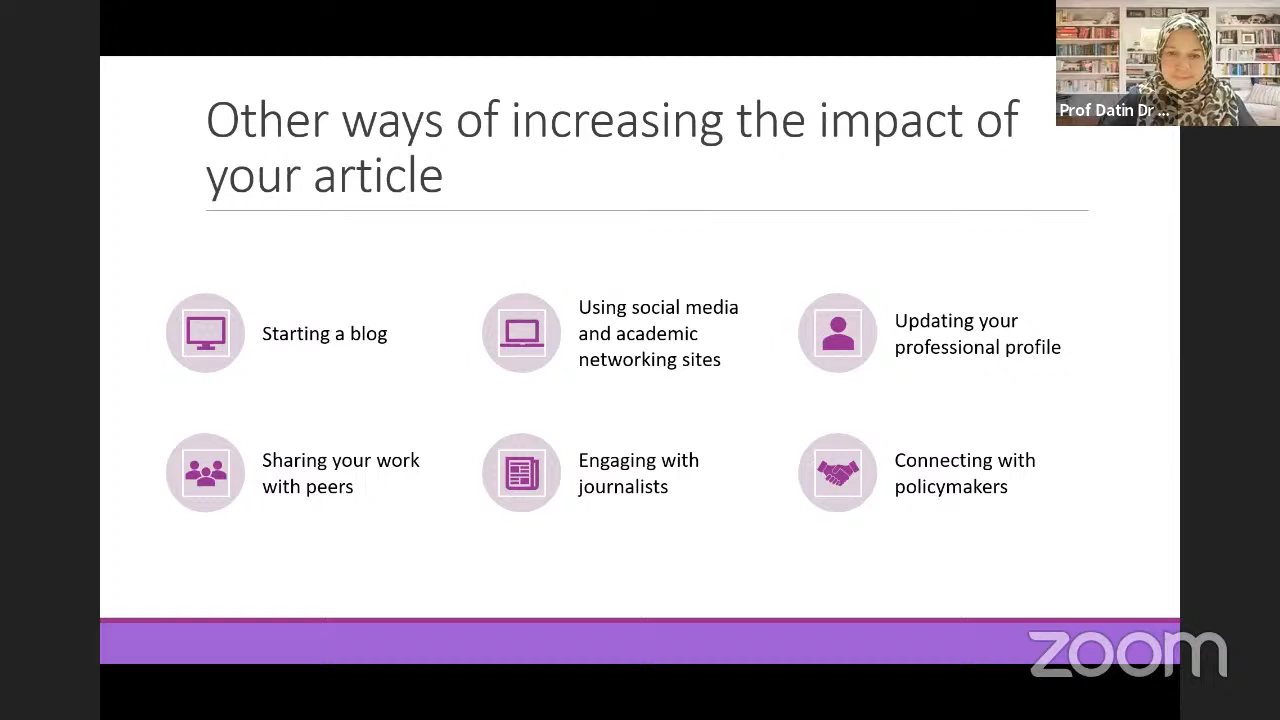 Prof Datin Dr ...
Other ways of increasing the impact of
your article
Starting a blog
Using social media
and academic
networking sites
Updating your
professional profile
Sharing your work
with peers
Engaging with
journalists
Connecting with
policymakers
zoom